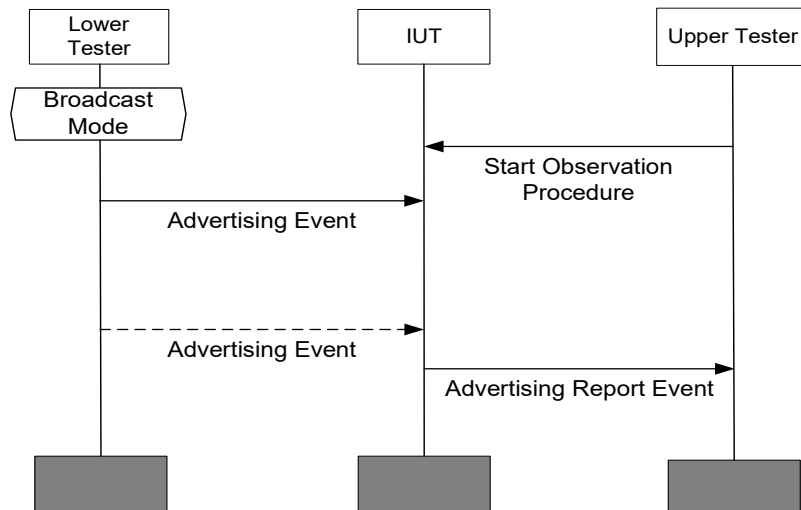 Lower
Tester
IUT
Upper Tester
Broadcast
Mode
Start Observation
Procedure
Advertising Event
Advertising Event
Advertising Report Event